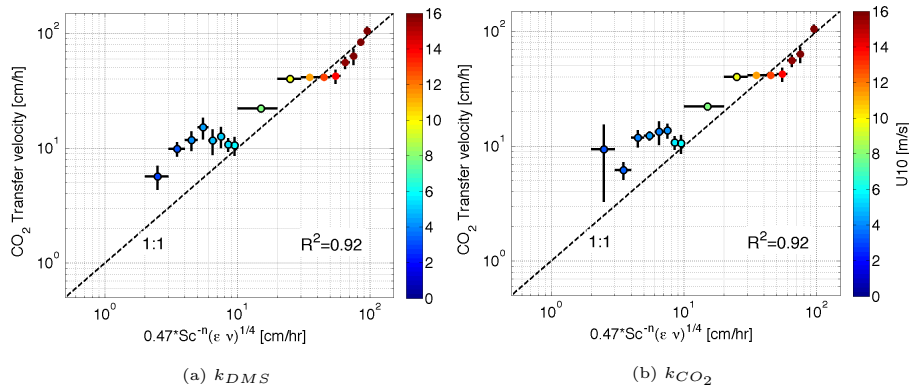 10²
10¹
10⁰
CO₂ Transfer velocity [cm/h]
1:1
R²=0.92
10⁰ 10¹ 10²
0.47*Sc⁻ⁿ(ε ν)¹/⁴ [cm/hr]
16
14
12
10
8
6
4
2
0
(a) k_DMS
10²
10¹
10⁰
CO₂ Transfer velocity [cm/h]
1:1
R²=0.92
10⁰ 10¹ 10²
0.47*Sc⁻ⁿ(ε ν)¹/⁴ [cm/hr]
16
14
12
10
8
6
4
2
0
U10 [m/s]
(b) k_CO₂